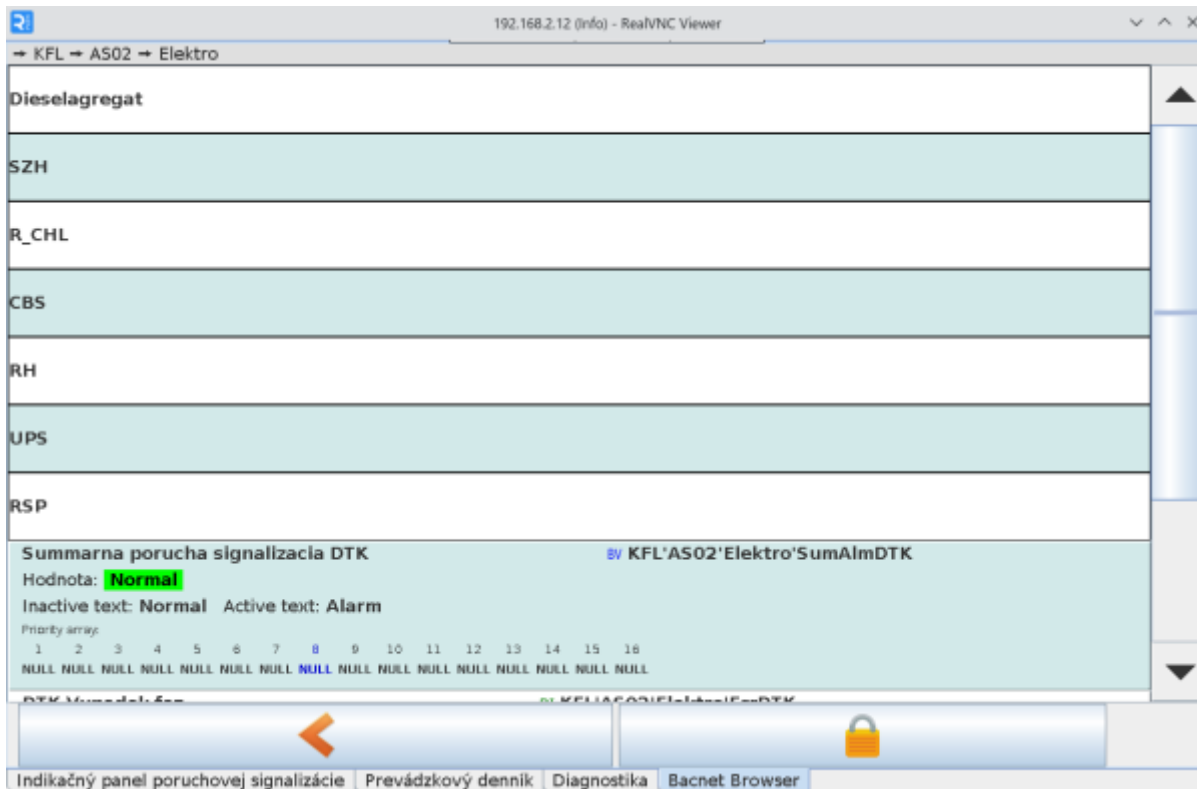 192.168.2.12 (Info) - RealVNC Viewer
→ KFL → AS02 → Elektro
Dieselagregat
SZH
R_CHL
CBS
RH
UPS
RSP
Summarna porucha signalizacia DTK BV KFL'AS02'Elektro'SumAlmDTK
Hodnota: Normal
Inactive text: Normal Active text: Alarm
Priority array:
1 2 3 4 5 6 7 8 9 10 11 12 13 14 15 16
NULL NULL NULL NULL NULL NULL NULL NULL NULL NULL NULL NULL NULL NULL NULL NULL
Indikačný panel poruchovej signalizácie Prevádzkový denník Diagnostika Bacnet Browser